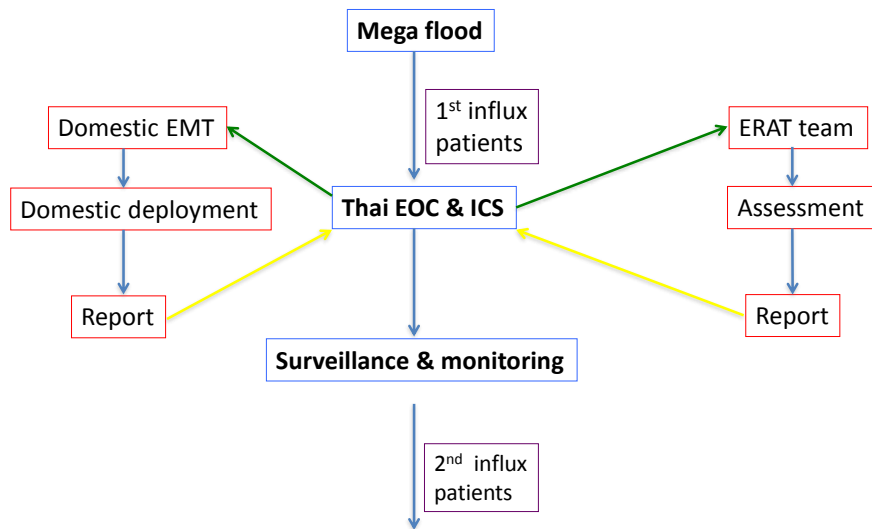 Mega flood
1st influx
patients
Domestic EMT
ERAT team
Domestic deployment
Thai EOC & ICS
Assessment
Report
Report
Surveillance & monitoring
2nd influx
patients